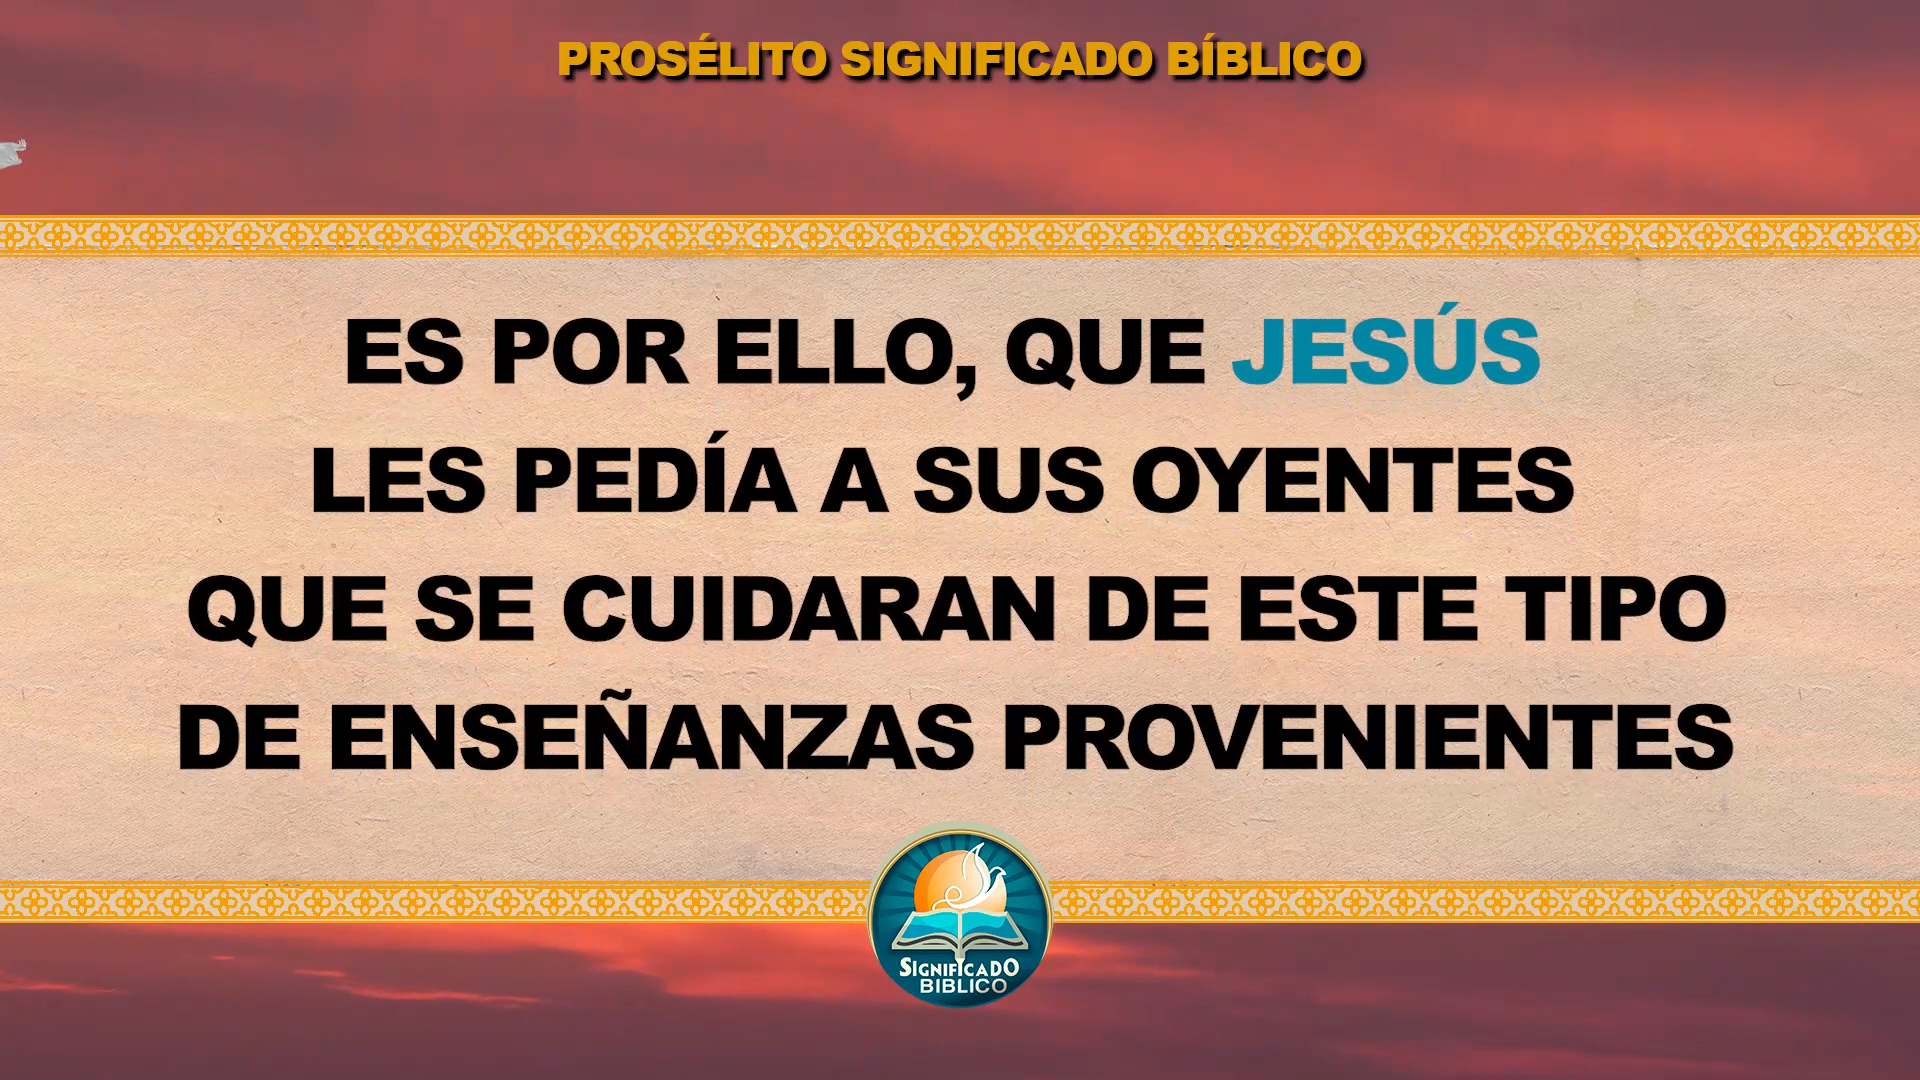 PROSÉLITO SIGNIFICADO BÍBLICO
ES POR ELLO, QUE JESÚS
LES PEDÍA A SUS OYENTES
QUE SE CUIDARAN DE ESTE TIPO
DE ENSEÑANZAS PROVENIENTES
SIGNIFICADO
BIBLICO